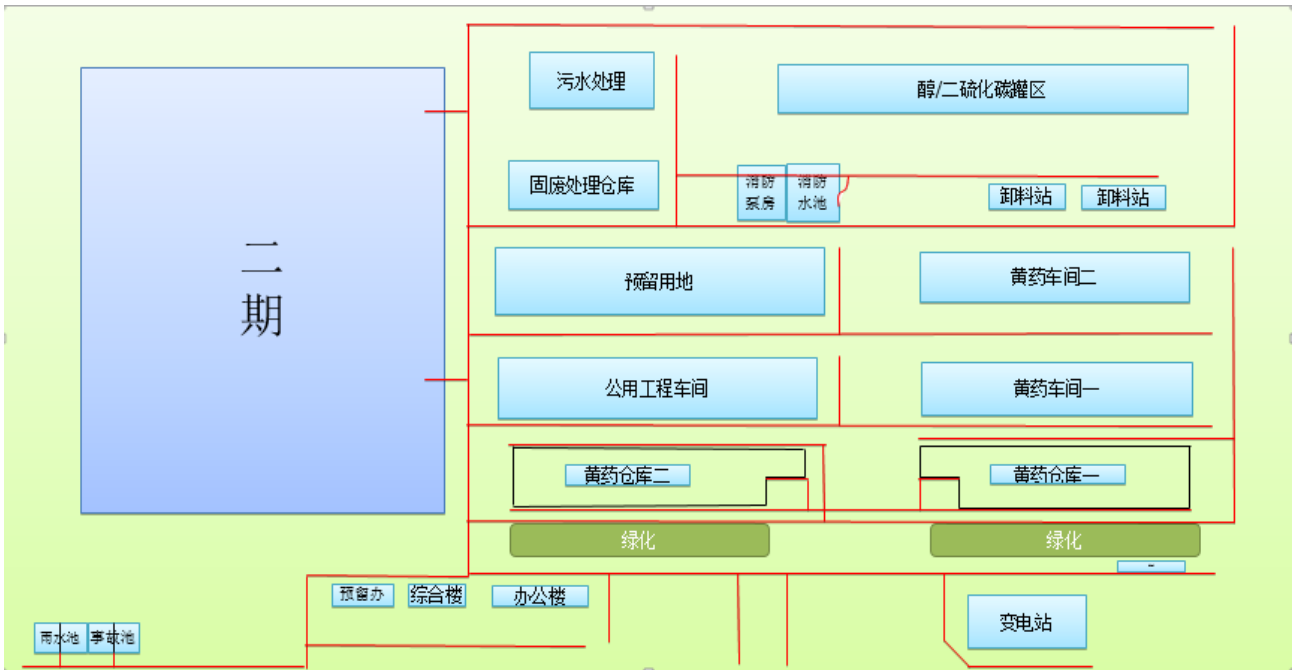 污水处理
醇/二硫化碳罐区
固废处理仓库
消防
泵房
消防
水池
卸料站
卸料站
二
期
预留用地
黄药车间二
公用工程车间
黄药车间一
黄药仓库二
黄药仓库一
绿化
绿化
预留办
综合楼
办公楼
变电站
雨水池
事故池